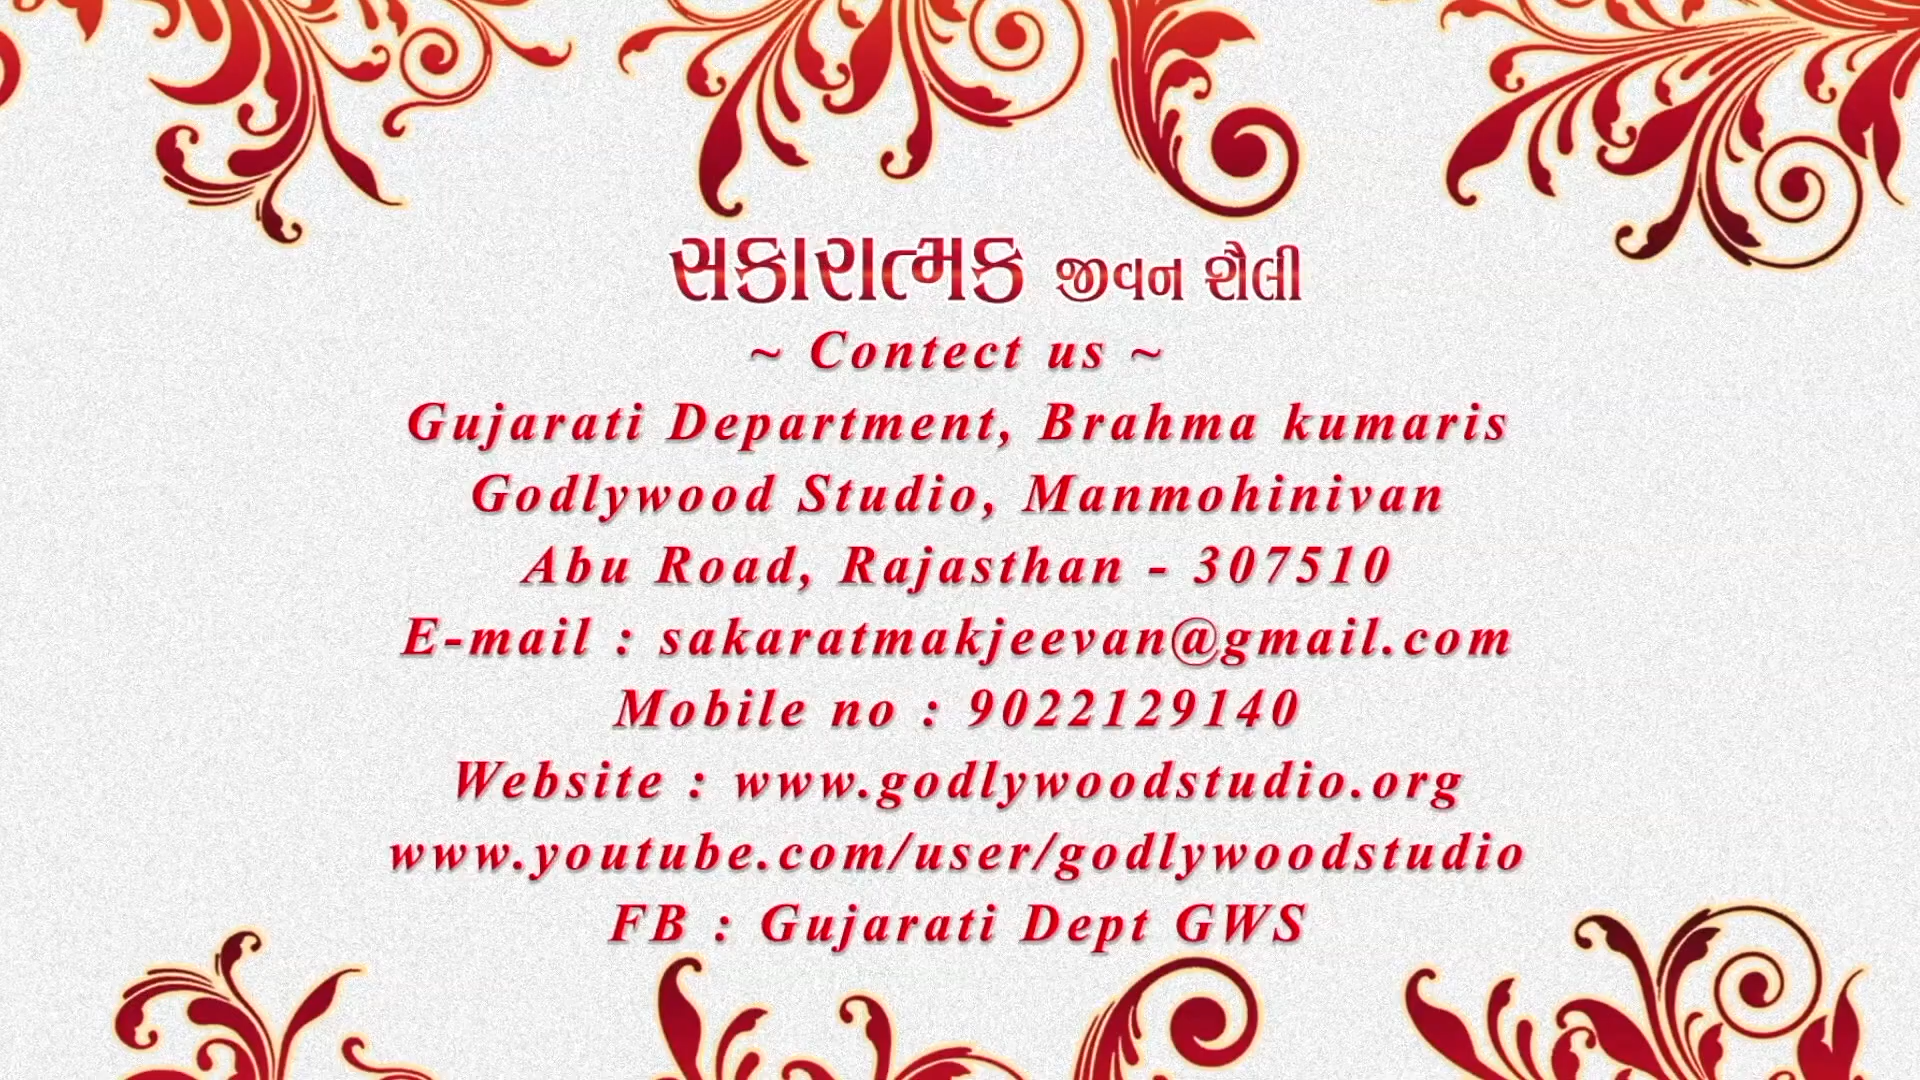 સકારાત્મક જીવન શૈલી
~ Contect us ~
Gujarati Department, Brahma kumaris
Godlywood Studio, Manmohinivan
Abu Road, Rajasthan - 307510
E-mail : sakaratmakjeevan@gmail.com
Mobile no : 9022129140
Website : www.godlywoodstudio.org
www.youtube.com/user/godlywoodstudio
FB : Gujarati Dept GWS